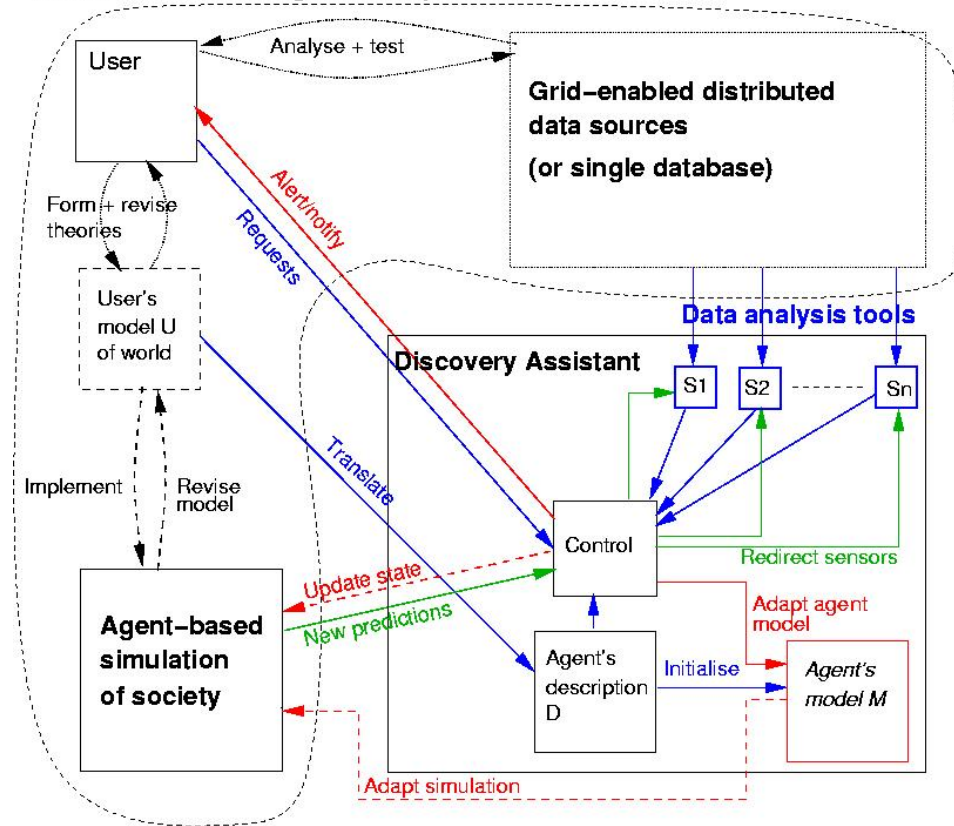 User
Analyse + test
Grid-enabled distributed
data sources
(or single database)
Alert/notify
Requests
Form + revise
theories
User's
model U
of world
Data analysis tools
Discovery Assistant
S1
S2
Sn
Translate
Implement
Revise
model
Control
Redirect sensors
Update state
New predictions
Adapt agent
model
Agent-based
simulation
of society
Agent's
description
D
Initialise
Agent's
model M
Adapt simulation